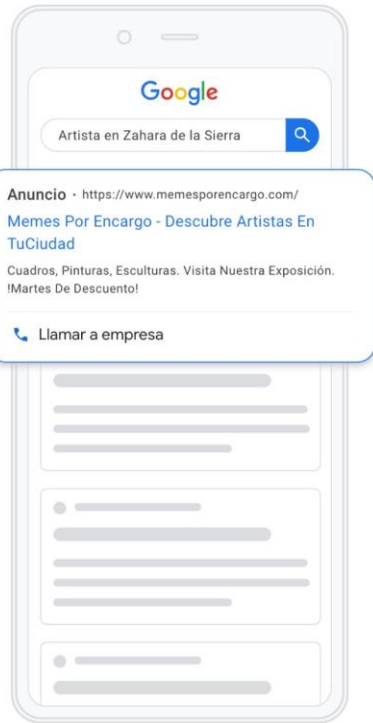 Google
Artista en Zahara de la Sierra
Anuncio · https://www.memesporencargo.com/
Memes Por Encargo - Descubre Artistas En
TuCiudad
Cuadros, Pinturas, Esculturas. Visita Nuestra Exposición.
!Martes De Descuento!
Llamar a empresa